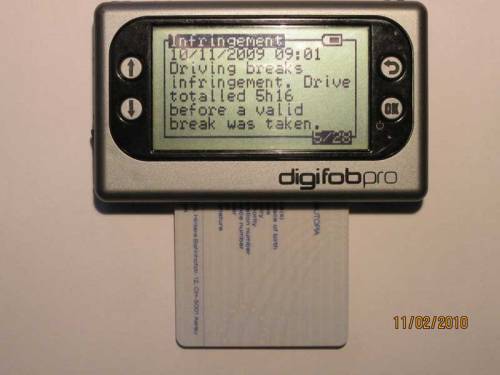 Infringement
10/11/2009 09:01
Driving breaks
infringement. Drive
totalled 5h16
before a valid
break was taken.
5/28
OK
digifobpro
11/02/2010